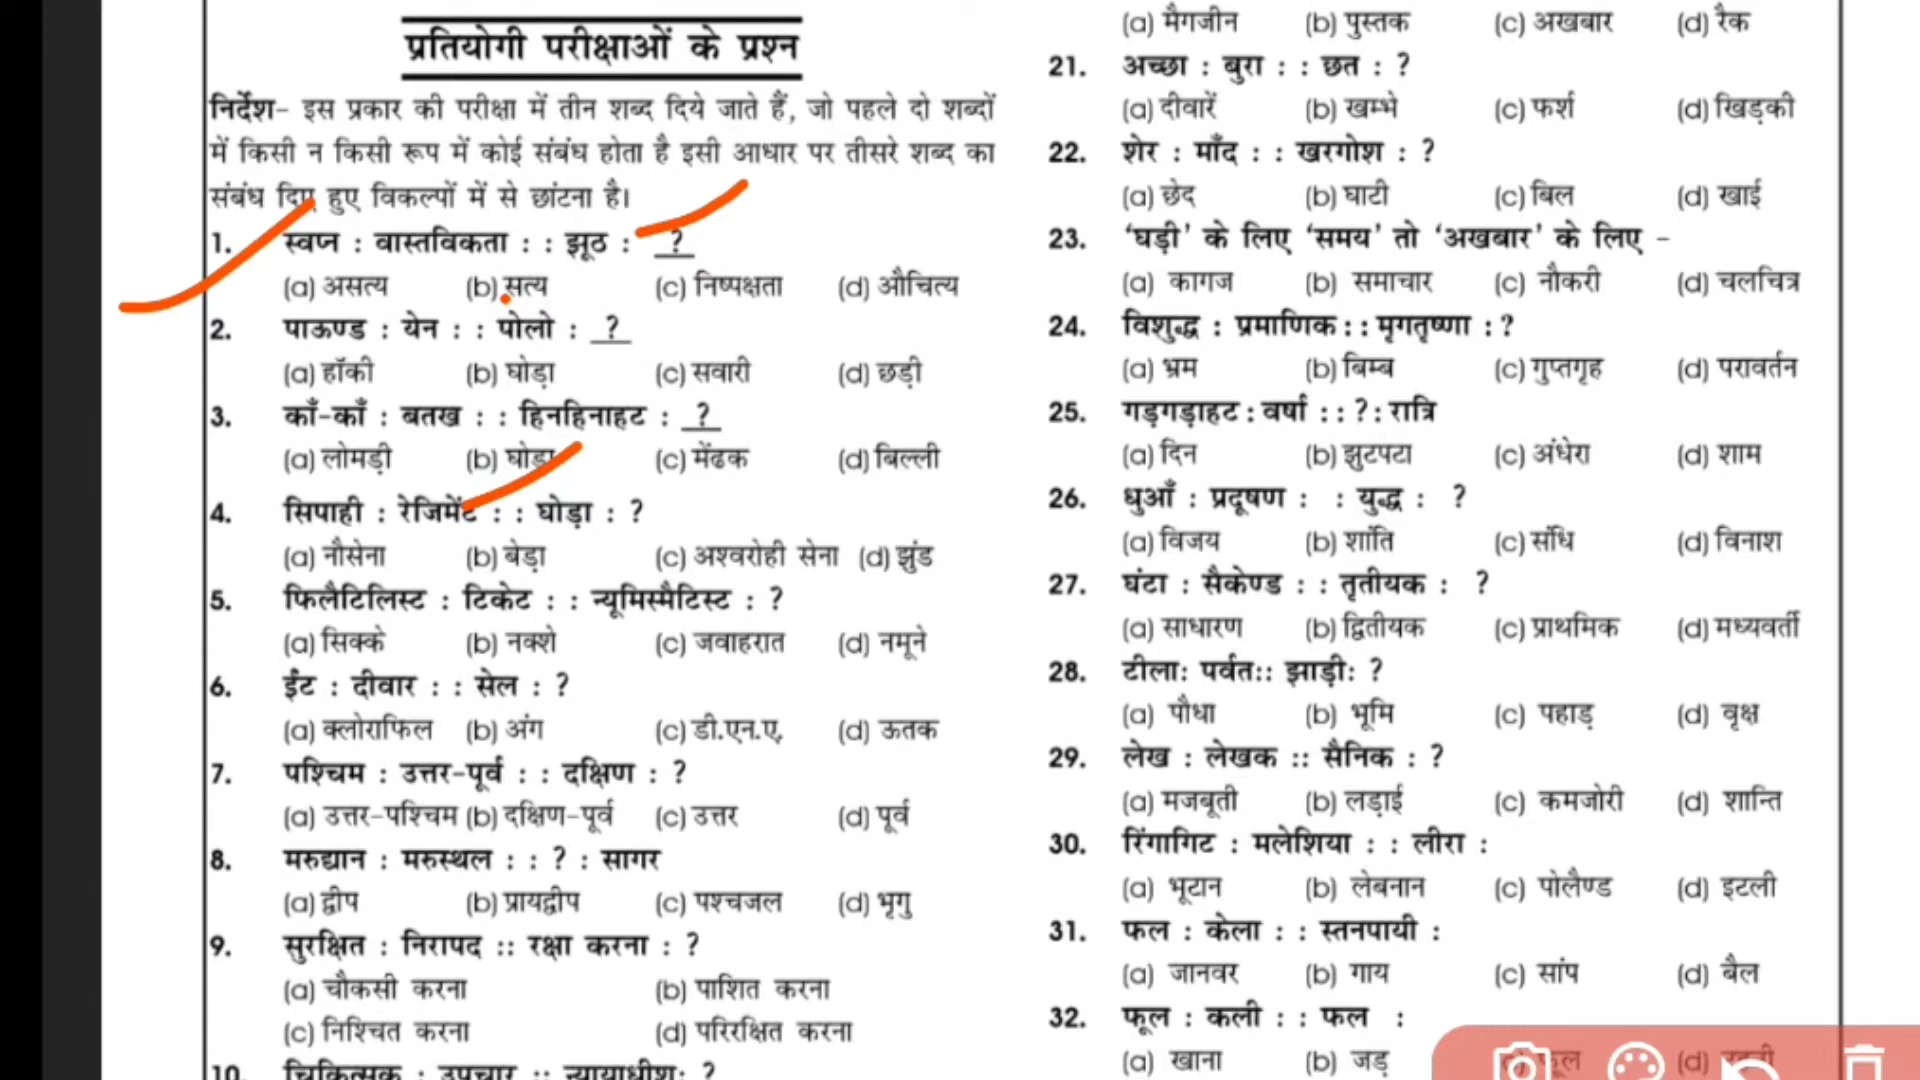 प्रतियोगी परीक्षाओं के प्रश्न
निर्देश- इस प्रकार की परीक्षा में तीन शब्द दिये जाते हैं, जो पहले दो शब्दों
में किसी न किसी रूप में कोई संबंध होता है इसी आधार पर तीसरे शब्द का
संबंध दिए हुए विकल्पों में से छांटना है।
1. स्वप्न : वास्तविकता : : झूठ : ?
(a) असत्य (b) सत्य (c) निष्पक्षता (d) औचित्य
2. पाऊण्ड : येन : : पोलो : ?
(a) हॉकी (b) घोड़ा (c) सवारी (d) छड़ी
3. काँ-काँ : बतख : : हिनहिनाहट : ?
(a) लोमड़ी (b) घोड़ा (c) मेंढक (d) बिल्ली
4. सिपाही : रेजिमेंट : : घोड़ा : ?
(a) नौसेना (b) बेड़ा (c) अश्वरोही सेना (d) झुंड
5. फिलैटिलिस्ट : टिकेट : : न्यूमिस्मैटिस्ट : ?
(a) सिक्के (b) नक्शे (c) जवाहरात (d) नमूने
6. ईंट : दीवार : : सेल : ?
(a) क्लोराफिल (b) अंग (c) डी.एन.ए. (d) ऊतक
7. पश्चिम : उत्तर-पूर्व : : दक्षिण : ?
(a) उत्तर-पश्चिम (b) दक्षिण-पूर्व (c) उत्तर (d) पूर्व
8. मरुद्यान : मरुस्थल : : ? : सागर
(a) द्वीप (b) प्रायद्वीप (c) पश्चजल (d) भृगु
9. सुरक्षित : निरापद :: रक्षा करना : ?
(a) चौकसी करना (b) पाशित करना
(c) निश्चित करना (d) परिरक्षित करना
10. चिकित्सक : उपचार :: न्यायाधीश: ?
(a) मैगजीन (b) पुस्तक (c) अखबार (d) रैक
21. अच्छा : बुरा : : छत : ?
(a) दीवारें (b) खम्भे (c) फर्श (d) खिड़की
22. शेर : माँद : : खरगोश : ?
(a) छेद (b) घाटी (c) बिल (d) खाई
23. ‘घड़ी’ के लिए ‘समय’ तो ‘अखबार’ के लिए -
(a) कागज (b) समाचार (c) नौकरी (d) चलचित्र
24. विशुद्ध : प्रमाणिक : : मृगतृष्णा : ?
(a) भ्रम (b) बिम्ब (c) गुप्तगृह (d) परावर्तन
25. गड़गड़ाहट : वर्षा : : ? : रात्रि
(a) दिन (b) झुटपटा (c) अंधेरा (d) शाम
26. धुआँ : प्रदूषण : : युद्ध : ?
(a) विजय (b) शांति (c) संधि (d) विनाश
27. घंटा : सैकेण्ड : : तृतीयक : ?
(a) साधारण (b) द्वितीयक (c) प्राथमिक (d) मध्यवर्ती
28. टीला: पर्वत:: झाड़ी: ?
(a) पौधा (b) भूमि (c) पहाड़ (d) वृक्ष
29. लेख : लेखक :: सैनिक : ?
(a) मजबूती (b) लड़ाई (c) कमजोरी (d) शान्ति
30. रिंगागिट : मलेशिया : : लीरा :
(a) भूटान (b) लेबनान (c) पोलैण्ड (d) इटली
31. फल : केला : : स्तनपायी :
(a) जानवर (b) गाय (c) सांप (d) बैल
32. फूल : कली : : फल :
(a) खाना (b) जड़ (c) फूल (d)